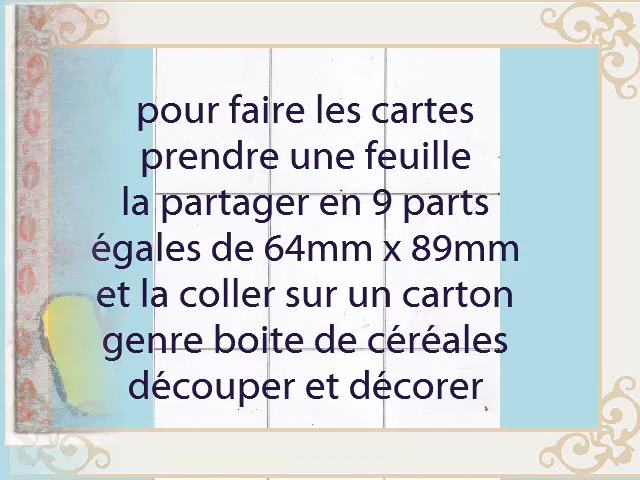 pour faire les cartes
prendre une feuille
la partager en 9 parts
égales de 64mm x 89mm
et la coller sur un carton
genre boite de céréales
découper et décorer